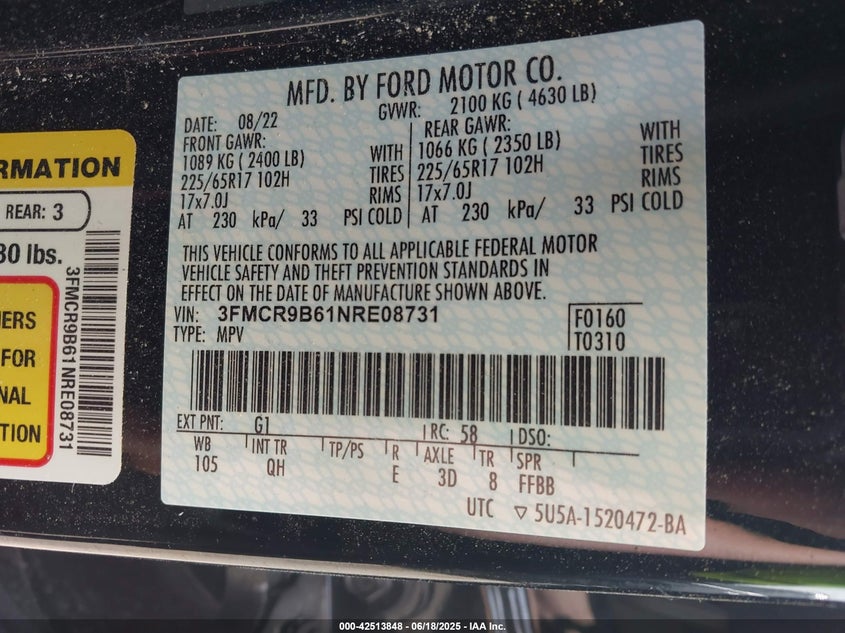 RMATION
REAR: 3
30 lbs.
3FMCR9B61NRE08731
FOR
TION
MFD. BY FORD MOTOR CO.
DATE: 08/22 GVWR: 2100 KG ( 4630 LB)
FRONT GAWR: REAR GAWR:
1089 KG ( 2400 LB) WITH 1066 KG ( 2350 LB) WITH
225/65R17 102H TIRES 225/65R17 102H TIRES
17x7.0J RIMS 17x7.0J RIMS
AT 230 kPa/ 33 PSI COLD AT 230 kPa/ 33 PSI COLD
THIS VEHICLE CONFORMS TO ALL APPLICABLE FEDERAL MOTOR
VEHICLE SAFETY AND THEFT PREVENTION STANDARDS IN
EFFECT ON THE DATE OF MANUFACTURE SHOWN ABOVE.
VIN: 3FMCR9B61NRE08731 F0160
TYPE: MPV T0310
EXT PNT: G1 RC: 58 DSO:
WB INT TR TP/PS R AXLE TR SPR
105 QH E 3D 8 FFBB
UTC ▽ 5U5A-1520472-BA
000-42513848 - 06/18/2025 - IAA Inc.